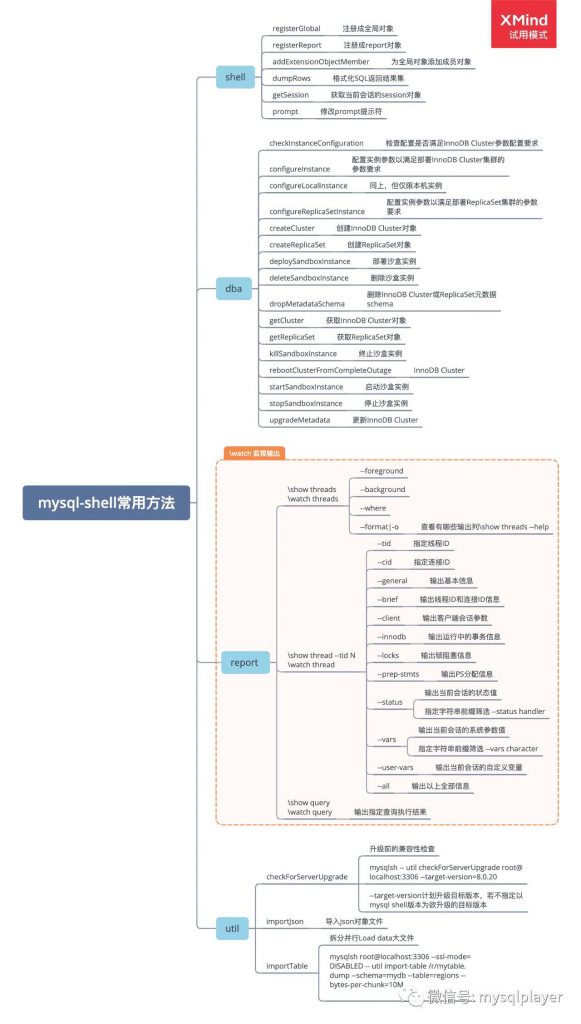 XMind
试用模式
mysql-shell常用方法
shell
registerGlobal 注册成全局对象
registerReport 注册成report对象
addExtensionObjectMember 为全局对象添加成员对象
dumpRows 格式化SQL返回结果集
getSession 获取当前会话的session对象
prompt 修改prompt提示符
dba
checkInstanceConfiguration 检查配置是否满足InnoDB Cluster参数配置要求
configureInstance 配置实例参数以满足部署InnoDB Cluster集群的
参数要求
configureLocalInstance 同上，但仅限本机实例
configureReplicaSetInstance 配置实例参数以满足部署ReplicaSet集群的参数
要求
createCluster 创建InnoDB Cluster对象
createReplicaSet 创建ReplicaSet对象
deploySandboxInstance 部署沙盒实例
deleteSandboxInstance 删除沙盒实例
dropMetadataSchema 删除InnoDB Cluster或ReplicaSet元数据
schema
getCluster 获取InnoDB Cluster对象
getReplicaSet 获取ReplicaSet对象
killSandboxInstance 终止沙盒实例
rebootClusterFromCompleteOutage InnoDB Cluster
startSandboxInstance 启动沙盒实例
stopSandboxInstance 停止沙盒实例
upgradeMetadata 更新InnoDB Cluster
\watch 监视输出
report
\show threads
\watch threads
--foreground
--background
--where
--format|-o 查看有哪些输出列\show threads --help
\show thread --tid N
\watch thread
--tid 指定线程ID
--cid 指定连接ID
--general 输出基本信息
--brief 输出线程ID和连接ID信息
--client 输出客户端会话参数
--innodb 输出运行中的事务信息
--locks 输出锁阻塞信息
--prep-stmts 输出PS分配信息
--status 输出当前会话的状态值
指定字符串前缀筛选 --status handler
--vars 输出当前会话的系统参数值
指定字符串前缀筛选 --vars character
--user-vars 输出当前会话的自定义变量
--all 输出以上全部信息
\show query
\watch query 输出指定查询执行结果
util
checkForServerUpgrade
升级前的兼容性检查
mysqlsh -- util checkForServerUpgrade root@
localhost:3306 --target-version=8.0.20
--target-version计划升级目标版本，若不指定以
mysql shell版本为欲升级的目标版本
importJson 导入json对象文件
importTable
拆分并行Load data大文件
mysqlsh root@localhost:3306 --ssl-mode=
DISABLED -- util import-table /r/mytable.
dump --schema=mydb --table=regions --
bytes-per-chunk=10M
微信号: mysqlplayer